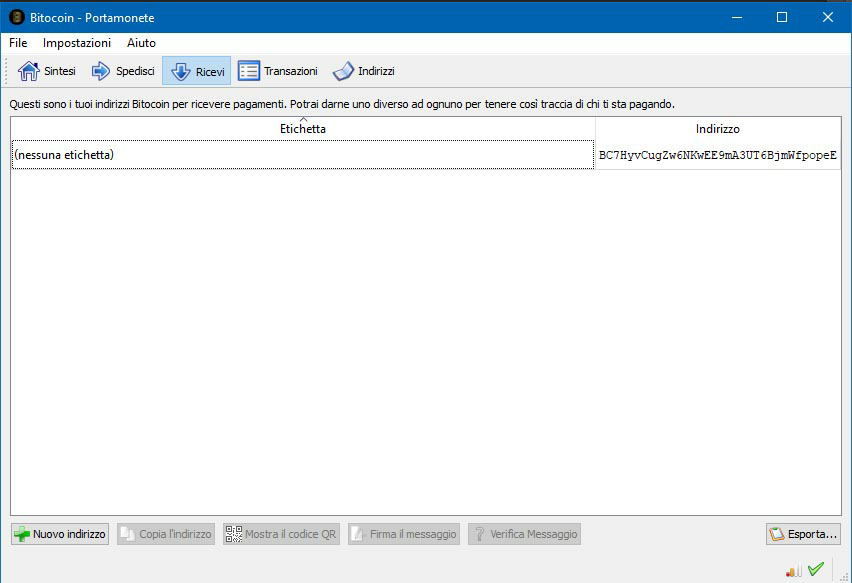 Bitocoin - Portamonete
File Impostazioni Aiuto
Sintesi Spedisci Ricevi Transazioni Indirizzi
Questi sono i tuoi indirizzi Bitocoin per ricevere pagamenti. Potrai darne uno diverso ad ognuno per tenere così traccia di chi ti sta pagando.
Etichetta Indirizzo
(nessuna etichetta) BC7HyvCugZw6NKwEE9mA3UT6BjmWfpopeE
Nuovo indirizzo Copia l'indirizzo Mostra il codice QR Firma il messaggio Verifica Messaggio Esporta...